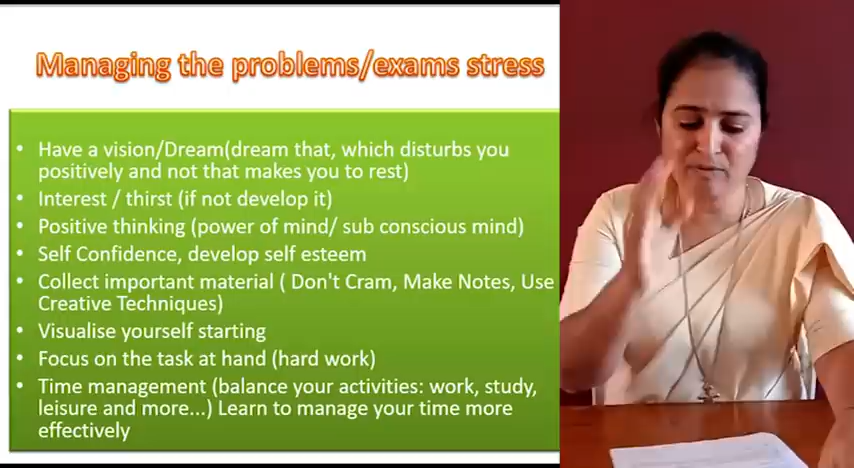 Managing the problems/exams stress
• Have a vision/Dream(dream that, which disturbs you
positively and not that makes you to rest)
• Interest / thirst (if not develop it)
• Positive thinking (power of mind/ sub conscious mind)
• Self Confidence, develop self esteem
• Collect important material ( Don't Cram, Make Notes, Use
Creative Techniques)
• Visualise yourself starting
• Focus on the task at hand (hard work)
• Time management (balance your activities: work, study,
leisure and more...) Learn to manage your time more
effectively